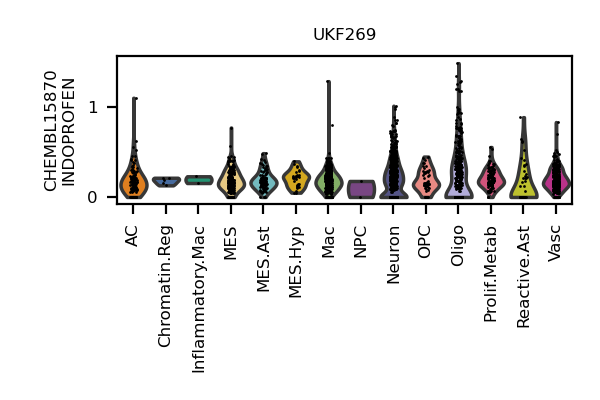 UKF269
CHEMBL15870
INDOPROFEN
1
0
AC
Chromatin.Reg
Inflammatory.Mac
MES
MES.Ast
MES.Hyp
Mac
NPC
Neuron
OPC
Oligo
Prolif.Metab
Reactive.Ast
Vasc